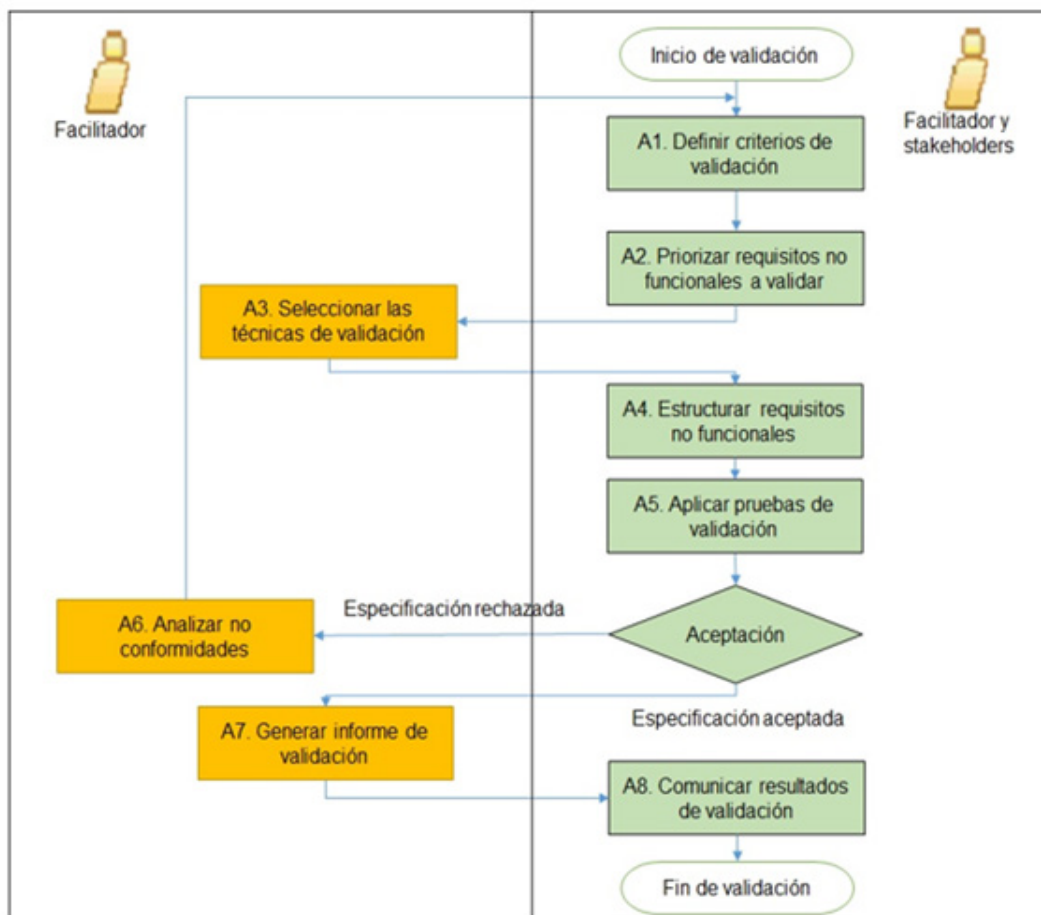 Inicio de validación
Facilitador
Facilitador y
stakeholders
A1. Definir criterios de
validación
A2. Priorizar requisitos no
funcionales a validar
A3. Seleccionar las
técnicas de validación
A4. Estructurar requisitos
no funcionales
A5. Aplicar pruebas de
validación
Especificación rechazada
Aceptación
A6. Analizar no
conformidades
Especificación aceptada
A7. Generar informe de
validación
A8. Comunicar resultados
de validación
Fin de validación